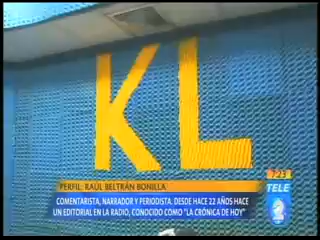 KL
PERFIL: RAÚL BELTRÁN BONILLA
7:23
TELE
COMENTARISTA, NARRADOR Y PERIODISTA. DESDE HACE 22 AÑOS HACE
UN EDITORIAL EN LA RADIO, CONOCIDO COMO "LA CRÓNICA DE HOY"